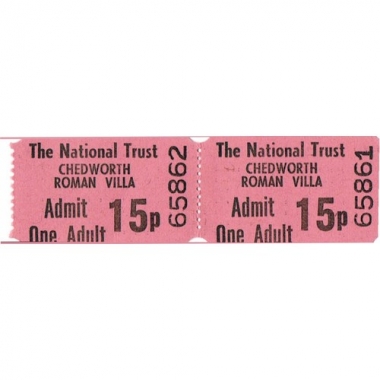 The National Trust
CHEDWORTH
ROMAN VILLA
Admit 15p
One Adult
65862
The National Trust
CHEDWORTH
ROMAN VILLA
Admit 15p
One Adult
65861